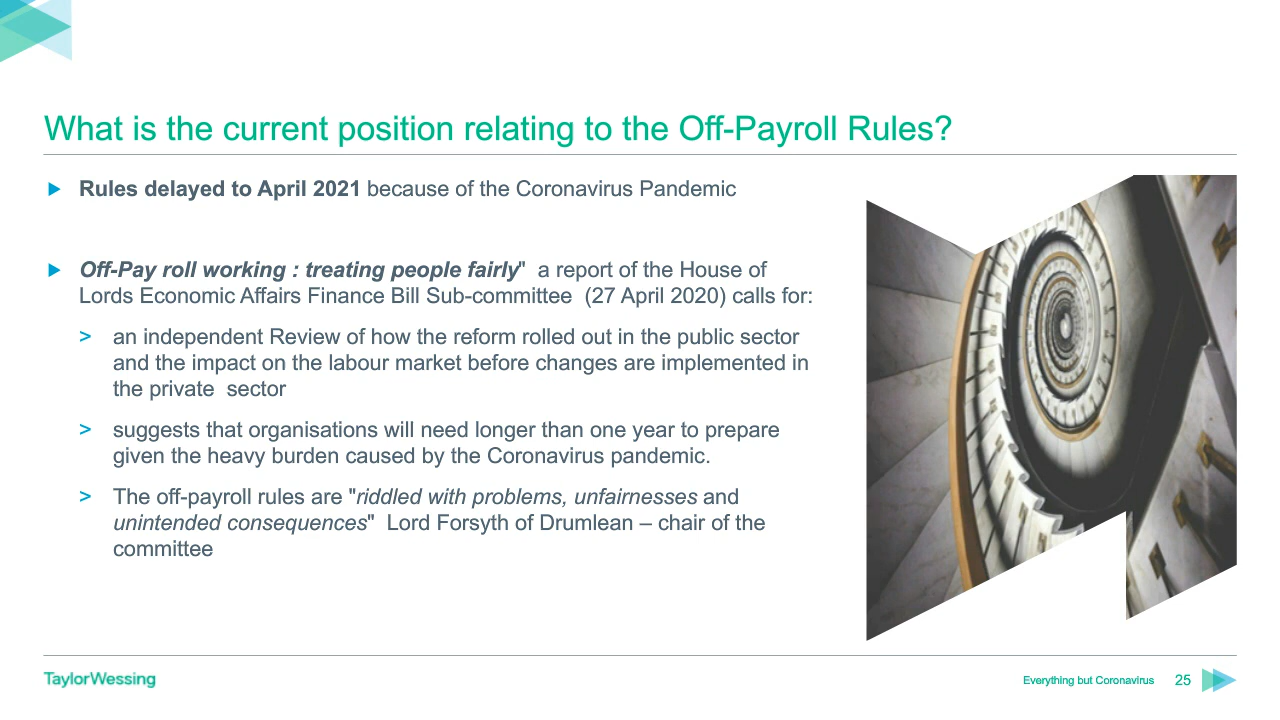 What is the current position relating to the Off-Payroll Rules?
Rules delayed to April 2021 because of the Coronavirus Pandemic
Off-Pay roll working : treating people fairly" a report of the House of
Lords Economic Affairs Finance Bill Sub-committee (27 April 2020) calls for:
> an independent Review of how the reform rolled out in the public sector
and the impact on the labour market before changes are implemented in
the private sector
> suggests that organisations will need longer than one year to prepare
given the heavy burden caused by the Coronavirus pandemic.
> The off-payroll rules are "riddled with problems, unfairnesses and
unintended consequences" Lord Forsyth of Drumlean – chair of the
committee
TaylorWessing
Everything but Coronavirus 25